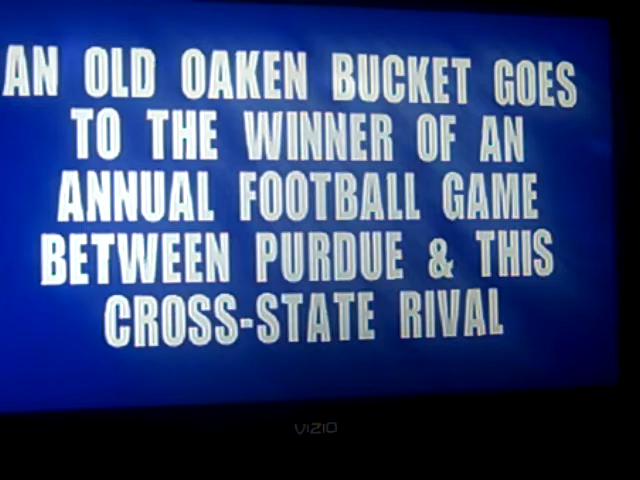 AN OLD OAKEN BUCKET GOES
TO THE WINNER OF AN
ANNUAL FOOTBALL GAME
BETWEEN PURDUE & THIS
CROSS-STATE RIVAL
VIZIO